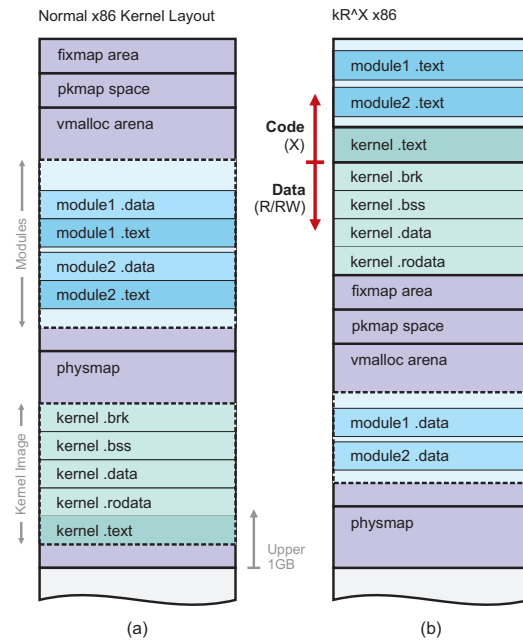 Normal x86 Kernel Layout
fixmap area
pkmap space
vmalloc arena
Modules
module1 .data
module1 .text
module2 .data
module2 .text
physmap
Kernel Image
kernel .brk
kernel .bss
kernel .data
kernel .rodata
kernel .text
Upper
1GB
(a)
kR^X x86
module1 .text
module2 .text
Code
(X)
kernel .text
Data
(R/RW)
kernel .brk
kernel .bss
kernel .data
kernel .rodata
fixmap area
pkmap space
vmalloc arena
module1 .data
module2 .data
physmap
(b)